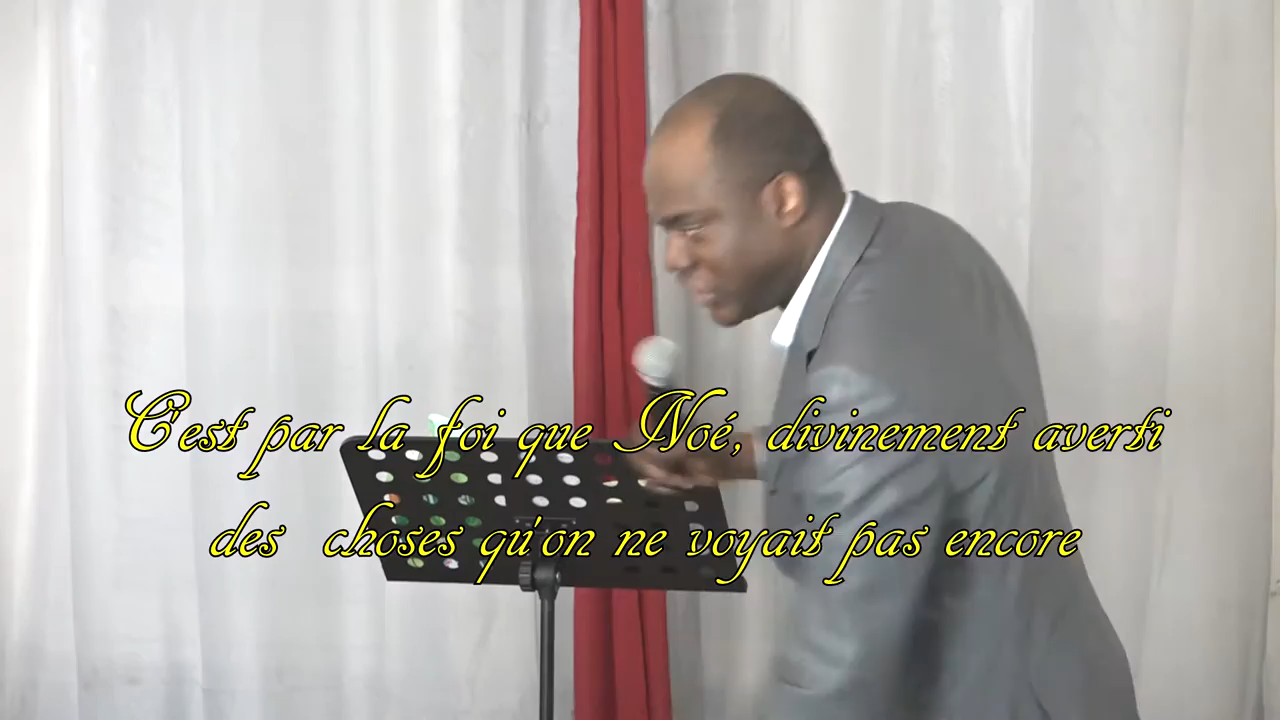 C'est par la foi que Noé, divinement averti
des choses qu'on ne voyait pas encore